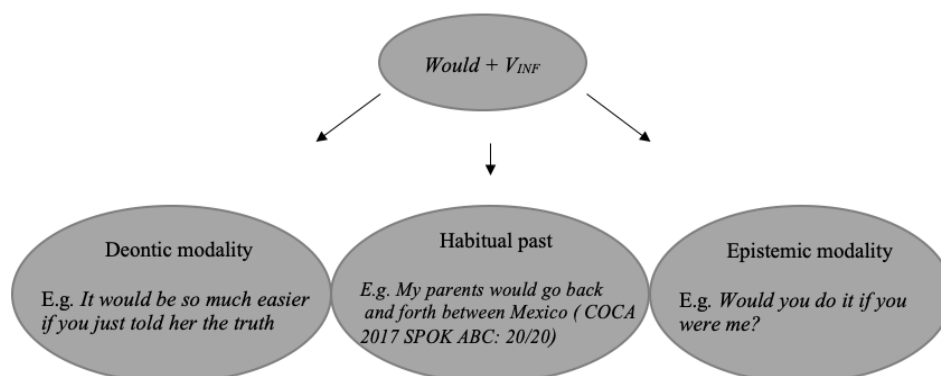 Would + VINF
Deontic modality
E.g. It would be so much easier
if you just told her the truth
Habitual past
E.g. My parents would go back
and forth between Mexico ( COCA
2017 SPOK ABC: 20/20)
Epistemic modality
E.g. Would you do it if you
were me?